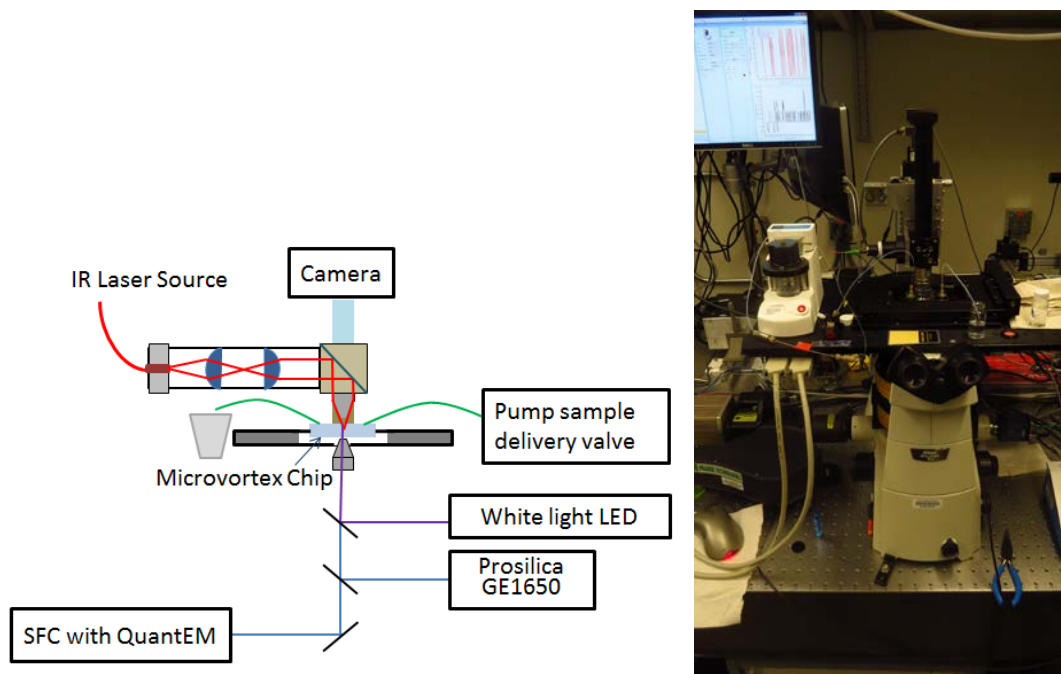 Camera
IR Laser Source
Pump sample
delivery valve
Microvortex Chip
White light LED
Prosilica
GE1650
SFC with QuantEM